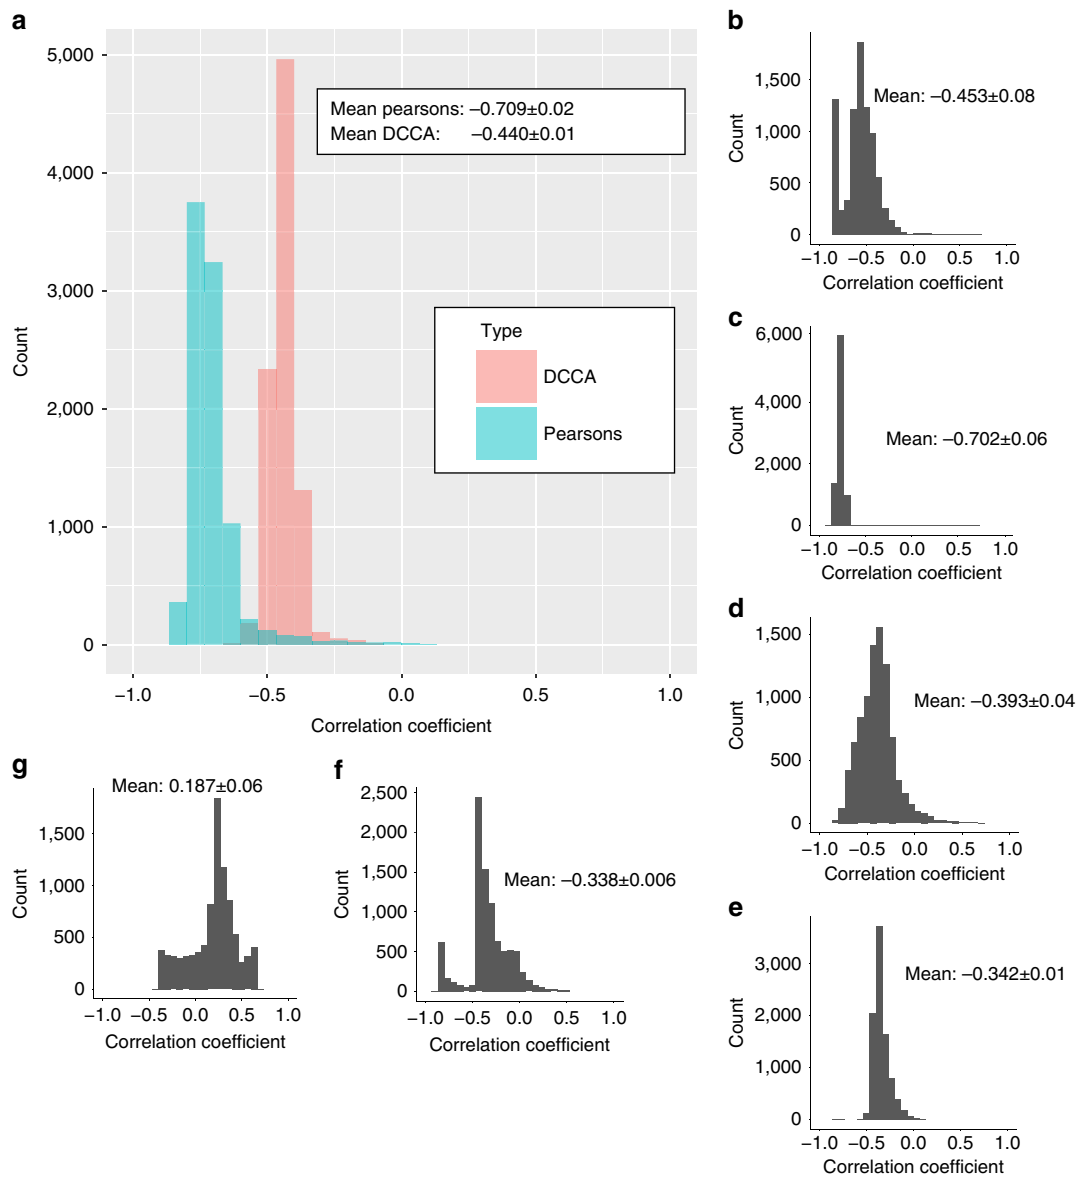 a
5,000
4,000
3,000
2,000
1,000
0
Count
−1.0 −0.5 0.0 0.5 1.0
Correlation coefficient
Mean pearsons: −0.709±0.02
Mean DCCA: −0.440±0.01
Type
DCCA
Pearsons
b
1,500
1,000
500
0
Count
Mean: −0.453±0.08
−1.0 −0.5 0.0 0.5 1.0
Correlation coefficient
c
6,000
4,000
2,000
0
Count
Mean: −0.702±0.06
−1.0 −0.5 0.0 0.5 1.0
Correlation coefficient
d
1,500
1,000
500
0
Count
Mean: −0.393±0.04
−1.0 −0.5 0.0 0.5 1.0
Correlation coefficient
e
3,000
2,000
1,000
0
Count
Mean: −0.342±0.01
−1.0 −0.5 0.0 0.5 1.0
Correlation coefficient
g
Mean: 0.187±0.06
1,500
1,000
500
0
Count
−1.0 −0.5 0.0 0.5 1.0
Correlation coefficient
f
2,500
2,000
1,500
1,000
500
0
Count
Mean: −0.338±0.006
−1.0 −0.5 0.0 0.5 1.0
Correlation coefficient